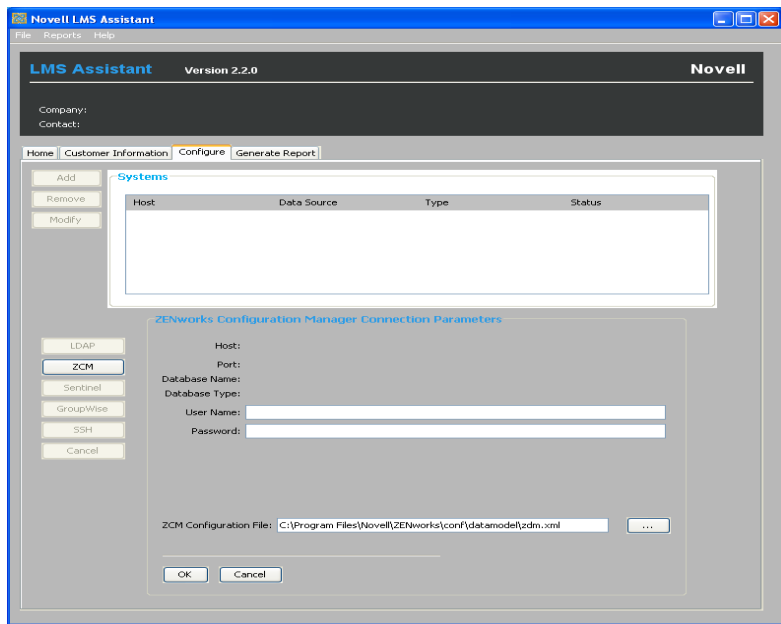 Novell LMS Assistant
File Reports Help
LMS Assistant Version 2.2.0 Novell
Company:
Contact:
Home Customer Information Configure Generate Report
Add
Remove
Modify
Systems
Host Data Source Type Status
ZENworks Configuration Manager Connection Parameters
LDAP
ZCM
Sentinel
GroupWise
SSH
Cancel
Host:
Port:
Database Name:
Database Type:
User Name:
Password:
ZCM Configuration File: C:\Program Files\Novell\ZENworks\conf\datamodel\zdm.xml ...
OK Cancel